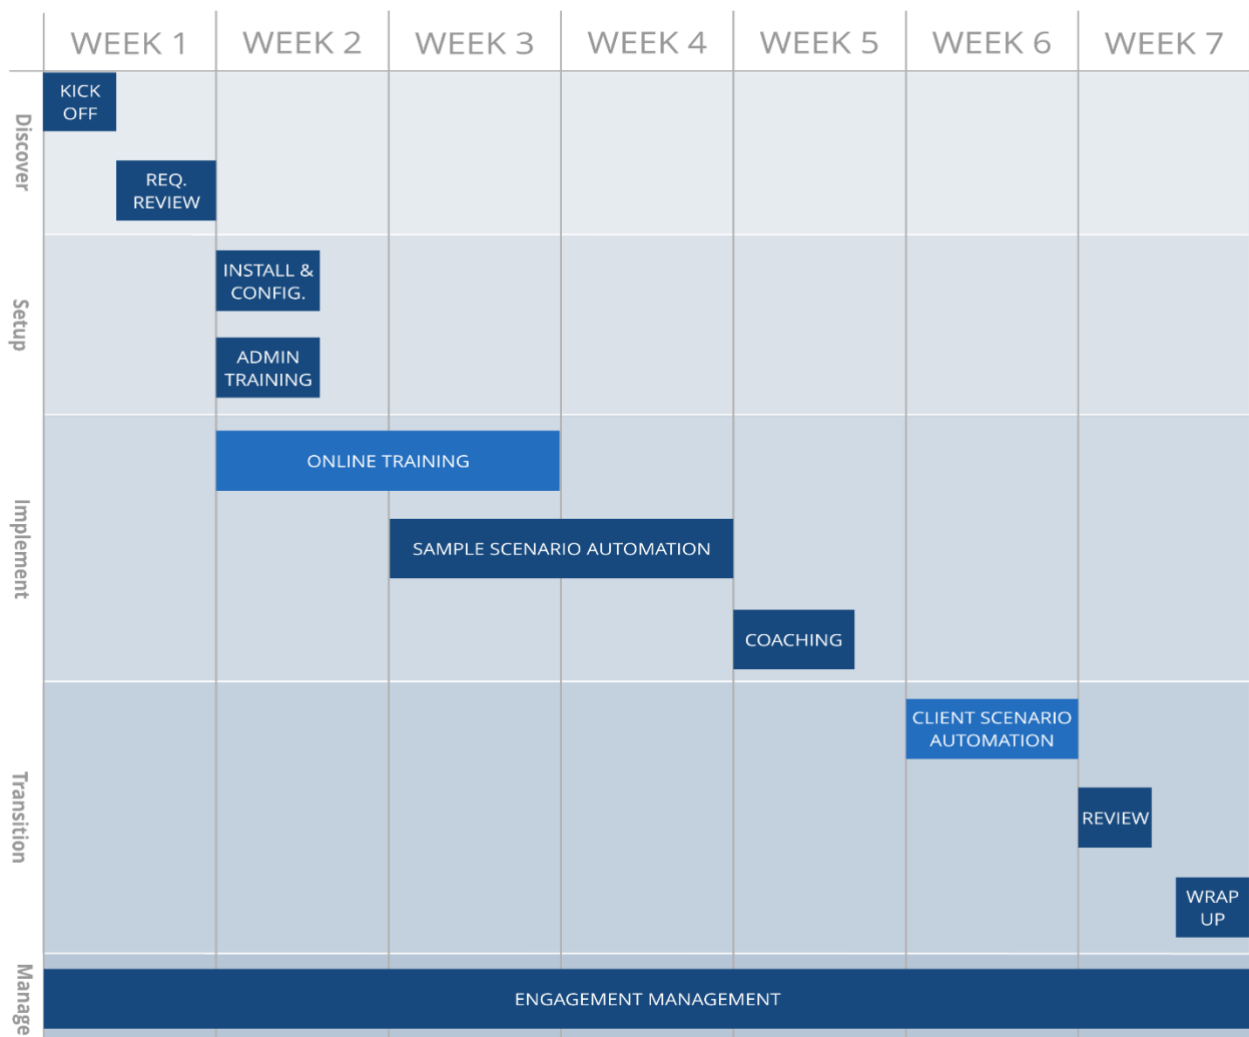 WEEK 1
WEEK 2
WEEK 3
WEEK 4
WEEK 5
WEEK 6
WEEK 7
Discover
KICK
OFF
REQ.
REVIEW
Setup
INSTALL &
CONFIG.
ADMIN
TRAINING
Implement
ONLINE TRAINING
SAMPLE SCENARIO AUTOMATION
COACHING
Transition
CLIENT SCENARIO
AUTOMATION
REVIEW
WRAP
UP
Manage
ENGAGEMENT MANAGEMENT